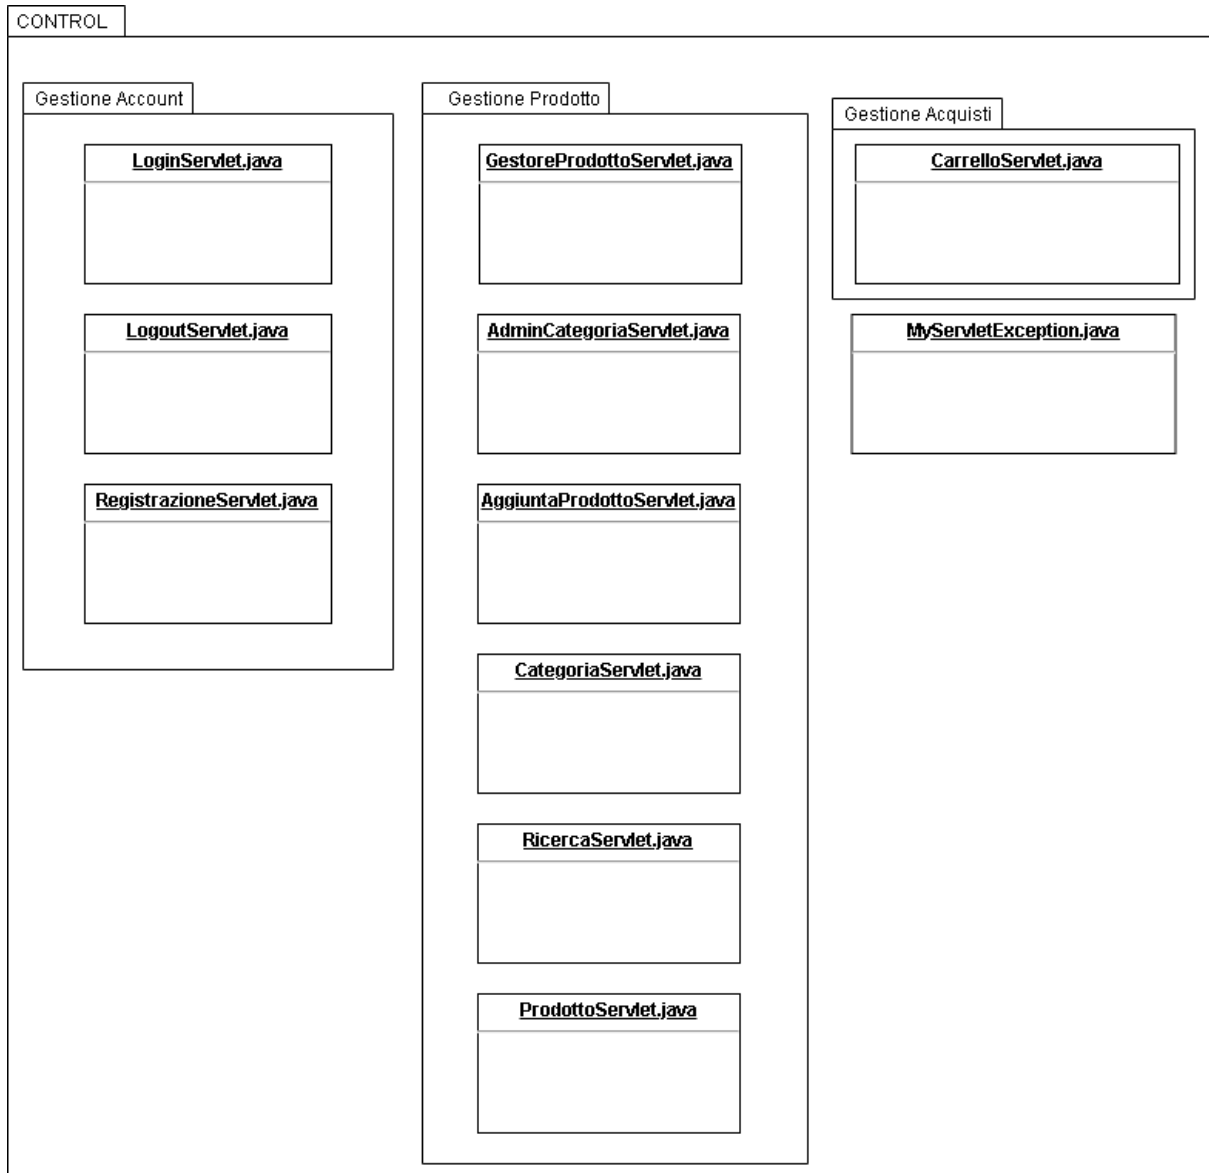 CONTROL
Gestione Account
LoginServlet.java
LogoutServlet.java
RegistrazioneServlet.java
Gestione Prodotto
GestoreProdottoServlet.java
AdminCategoriaServlet.java
AggiuntaProdottoServlet.java
CategoriaServlet.java
RicercaServlet.java
ProdottoServlet.java
Gestione Acquisti
CarrelloServlet.java
MyServletException.java